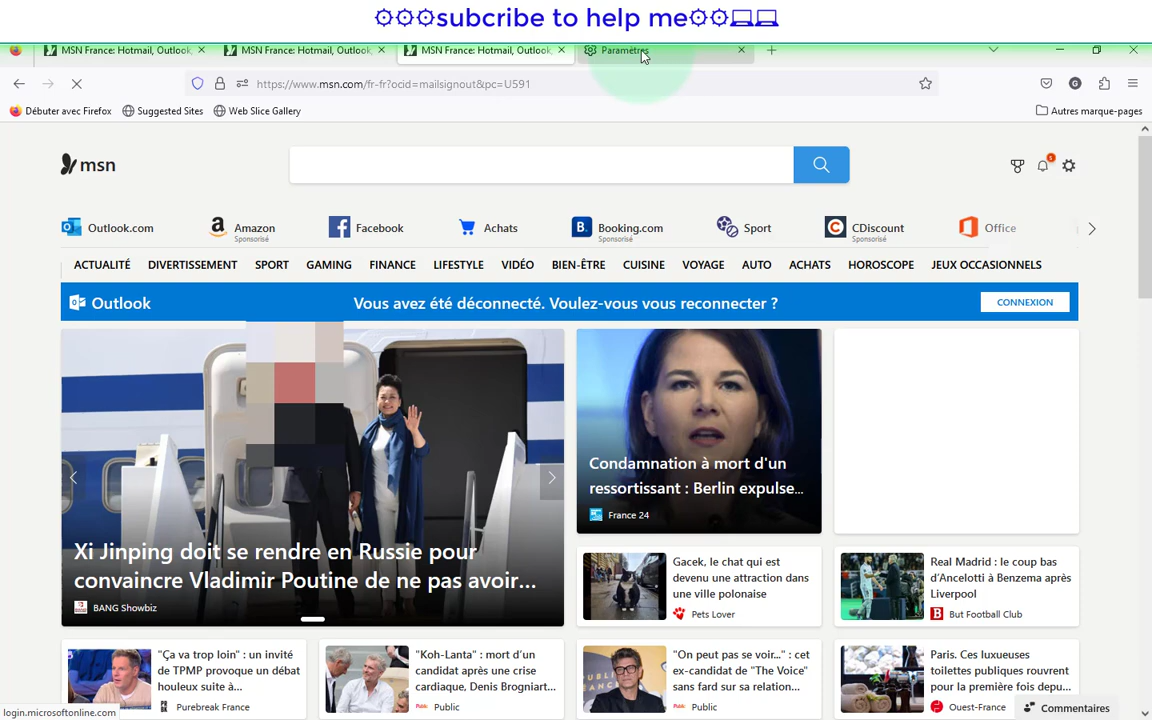 subcribe to help me
MSN France: Hotmail, Outlook,
MSN France: Hotmail, Outlook,
MSN France: Hotmail, Outlook,
Paramètres
https://www.msn.com/fr-fr?ocid=mailsignout&pc=U591
G
Débuter avec Firefox
Suggested Sites
Web Slice Gallery
Autres marque-pages
msn
1
Outlook.com
Amazon
Sponsorisé
Facebook
Achats
B.
Booking.com
Sponsorisé
Sport
CDiscount
Sponsorisé
Office
ACTUALITÉ
DIVERTISSEMENT
SPORT
GAMING
FINANCE
LIFESTYLE
VIDÉO
BIEN-ÊTRE
CUISINE
VOYAGE
AUTO
ACHATS
HOROSCOPE
JEUX OCCASIONNELS
Outlook
Vous avez été déconnecté. Voulez-vous vous reconnecter ?
CONNEXION
Xi Jinping doit se rendre en Russie pour
convaincre Vladimir Poutine de ne pas avoir...
BANG Showbiz
Condamnation à mort d'un
ressortissant : Berlin expulse...
France 24
Gacek, le chat qui est
devenu une attraction dans
une ville polonaise
Pets Lover
Real Madrid : le coup bas
d'Ancelotti à Benzema après
Liverpool
But Football Club
"Ça va trop loin" : un invité
de TPMP provoque un débat
houleux suite à...
Purebreak France
"Koh-Lanta" : mort d'un
candidat après une crise
cardiaque, Denis Brogniart...
Public
"On peut pas se voir..." : cet
ex-candidat de "The Voice"
sans fard sur sa relation...
Public
Paris. Ces luxueuses
toilettes publiques rouvrent
pour la première fois depu...
Ouest-France
Commentaires
login.microsoftonline.com